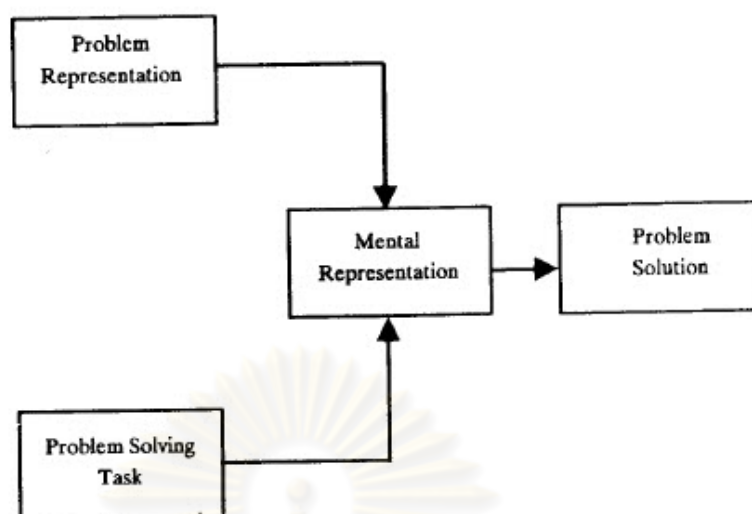 Problem
Representation
Mental
Representation
Problem
Solution
Problem Solving
Task